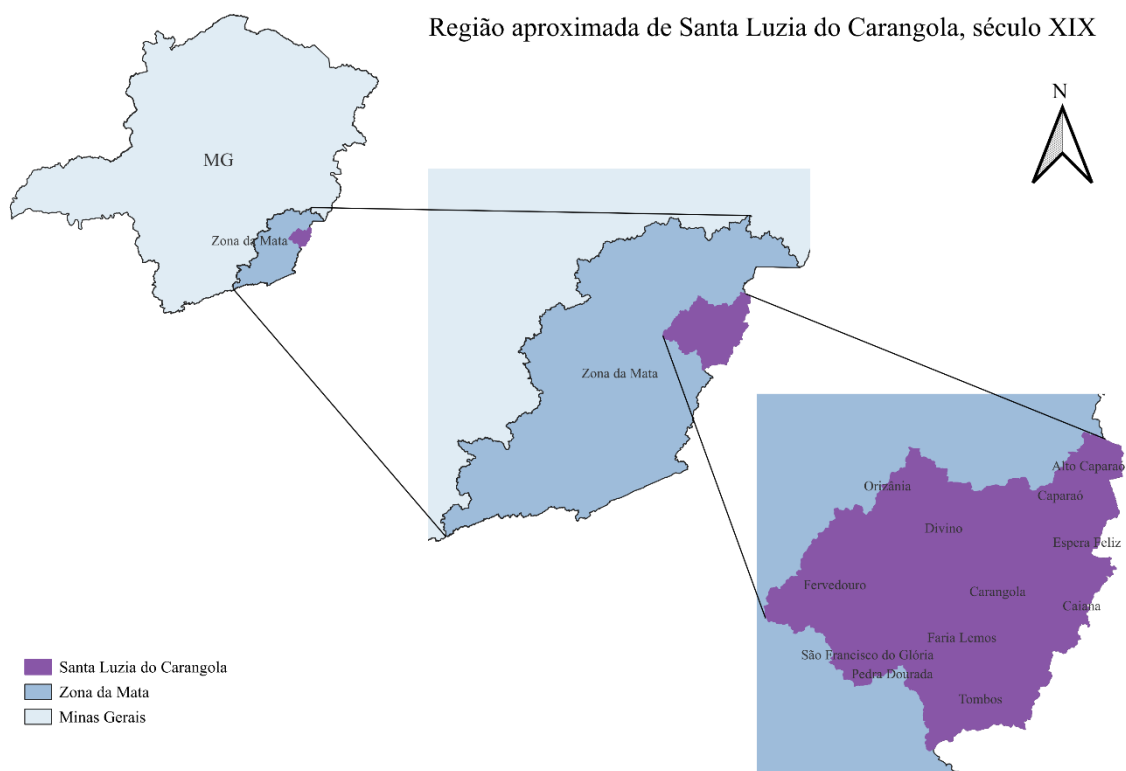 Região aproximada de Santa Luzia do Carangola, século XIX
N
MG
Zona da Mata
Zona da Mata
Alto Caparaó
Orizânia
Caparaó
Divino
Espera Feliz
Fervedouro
Carangola
Caiana
Faria Lemos
São Francisco do Glória
Pedra Dourada
Tombos
Santa Luzia do Carangola
Zona da Mata
Minas Gerais